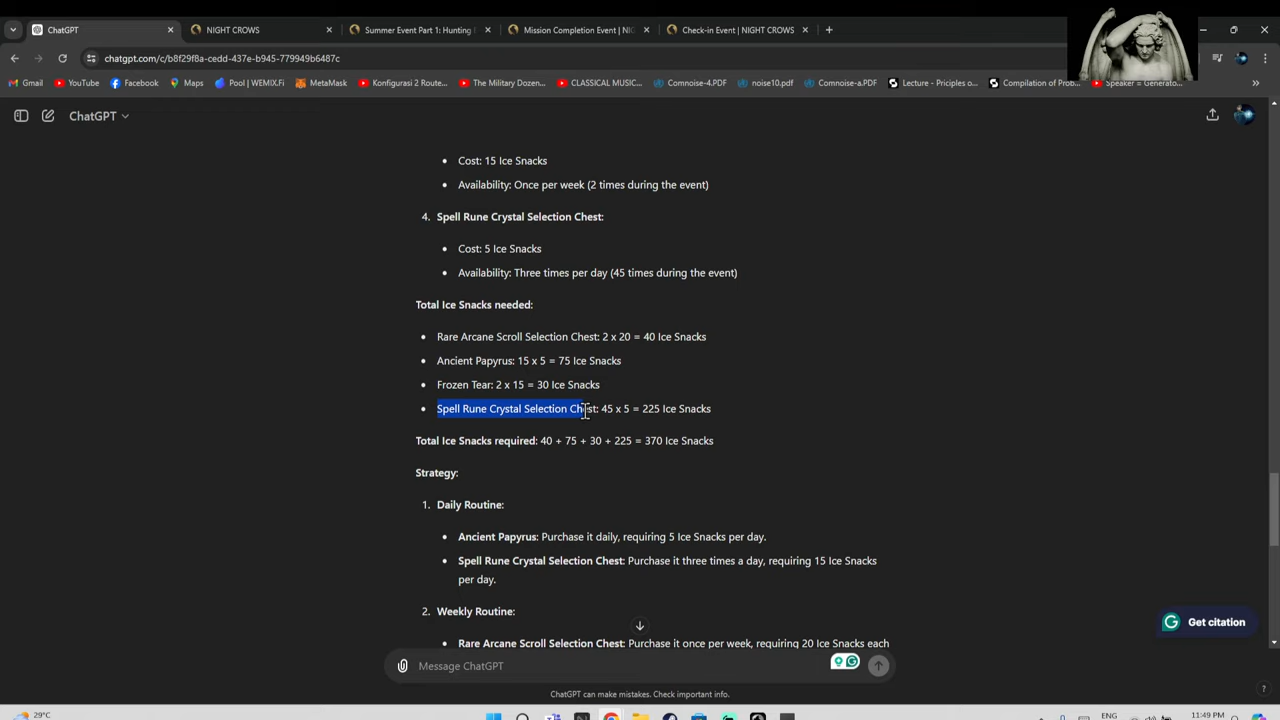 ChatGPT
NIGHT CROWS
Summer Event Part 1: Hunting
Mission Completion Event | NIG
Check-in Event | NIGHT CROWS
chatgpt.com/c/b8f29f8a-cedd-437e-b945-779949b6487c
Gmail
YouTube
Facebook
Maps
Pool | WEMIX.Fi
MetaMask
Konfigurasi 2 Route...
The Military Dozen...
CLASSICAL MUSIC...
Comnoise-4.PDF
noise10.pdf
Comnoise-a.PDF
Lecture - Priciples o...
Compilation of Prob...
Speaker = Generato...
ChatGPT
Cost: 15 Ice Snacks
Availability: Once per week (2 times during the event)
4. Spell Rune Crystal Selection Chest:
Cost: 5 Ice Snacks
Availability: Three times per day (45 times during the event)
Total Ice Snacks needed:
Rare Arcane Scroll Selection Chest: 2 x 20 = 40 Ice Snacks
Ancient Papyrus: 15 x 5 = 75 Ice Snacks
Frozen Tear: 2 x 15 = 30 Ice Snacks
Spell Rune Crystal Selection Chest: 45 x 5 = 225 Ice Snacks
Total Ice Snacks required: 40 + 75 + 30 + 225 = 370 Ice Snacks
Strategy:
1. Daily Routine:
Ancient Papyrus: Purchase it daily, requiring 5 Ice Snacks per day.
Spell Rune Crystal Selection Chest: Purchase it three times a day, requiring 15 Ice Snacks
per day.
2. Weekly Routine:
Rare Arcane Scroll Selection Chest: Purchase it once per week, requiring 20 Ice Snacks each
Get citation
Message ChatGPT
ChatGPT can make mistakes. Check important info.
29°C
ENG
11:49 PM